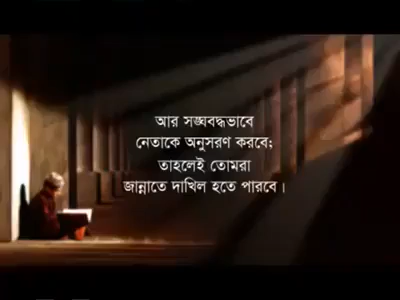 আর সঙ্ঘবদ্ধভাবে
নেতাকে অনুসরণ করবে;
তাহলেই তোমরা
জান্নাতে দাখিল হতে পারবে।